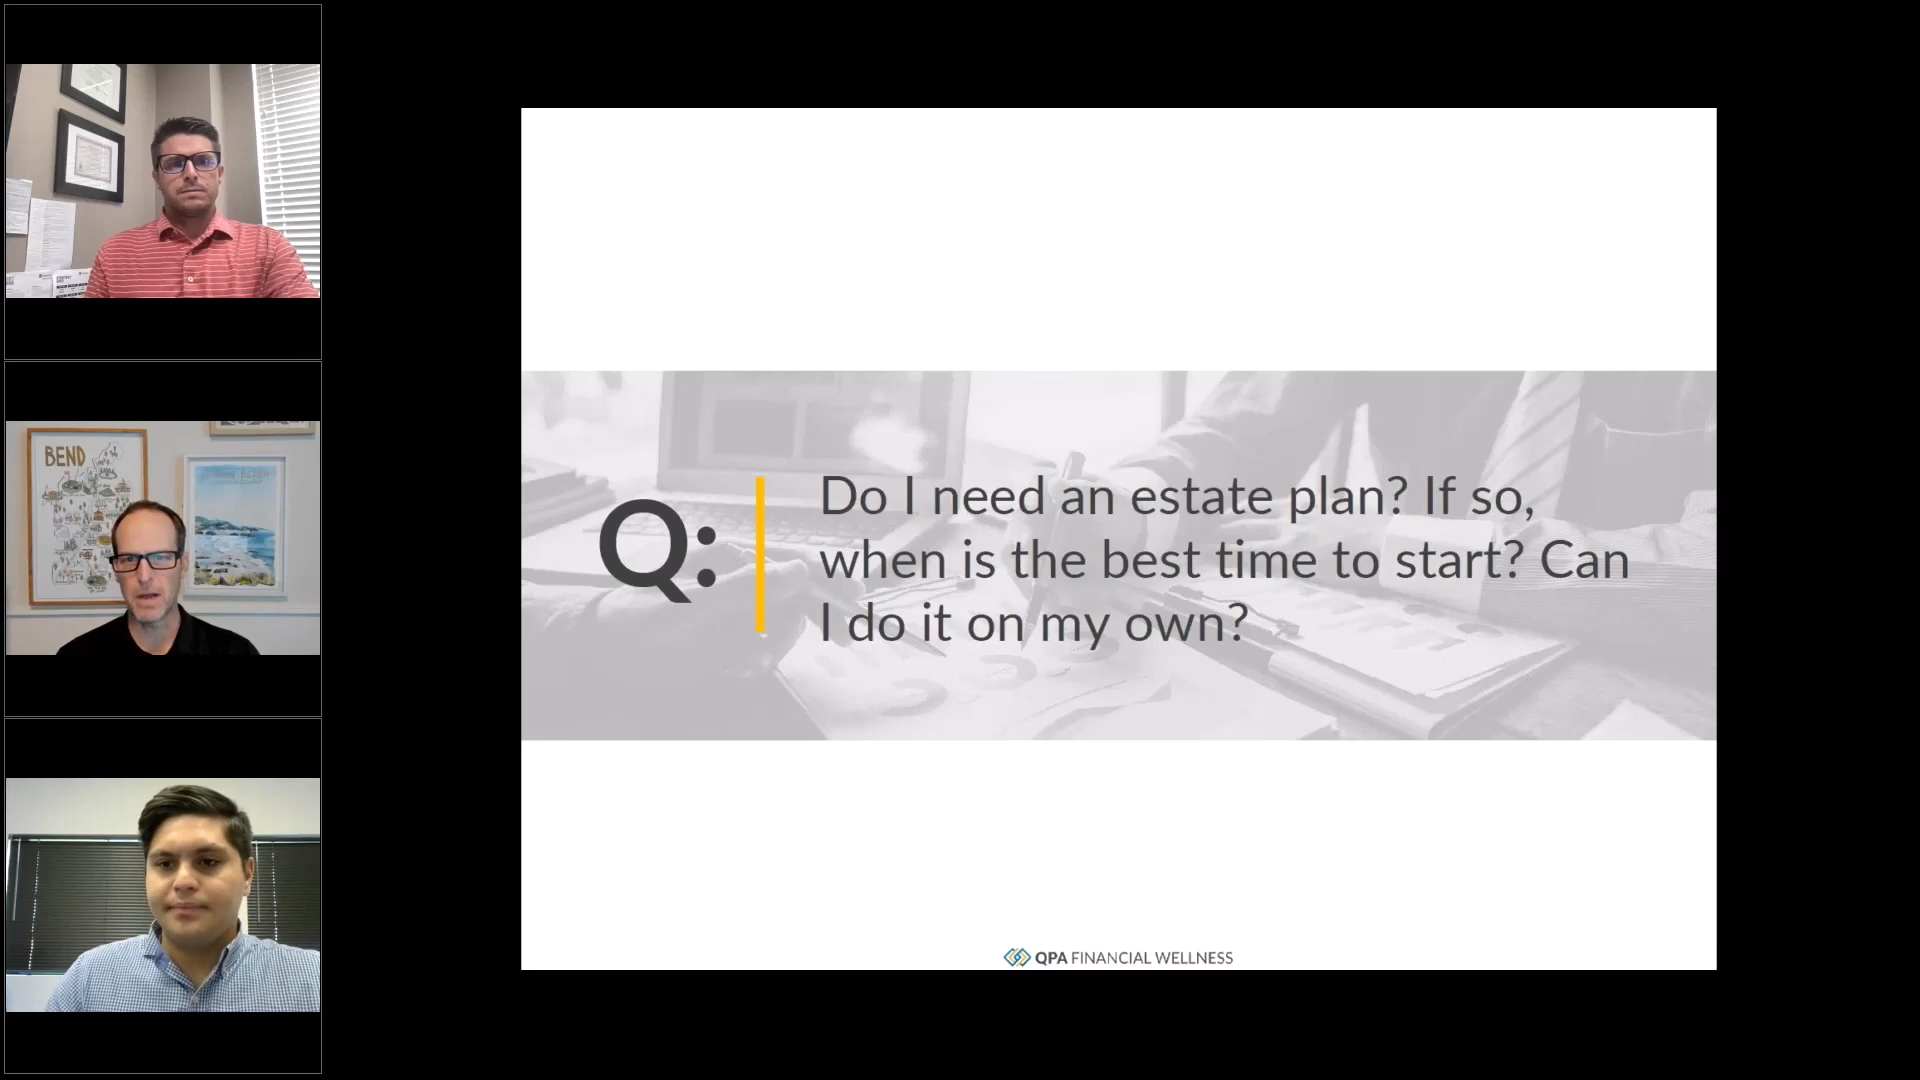 BEND
Q:
Do I need an estate plan? If so,
when is the best time to start? Can
I do it on my own?
QPA FINANCIAL WELLNESS